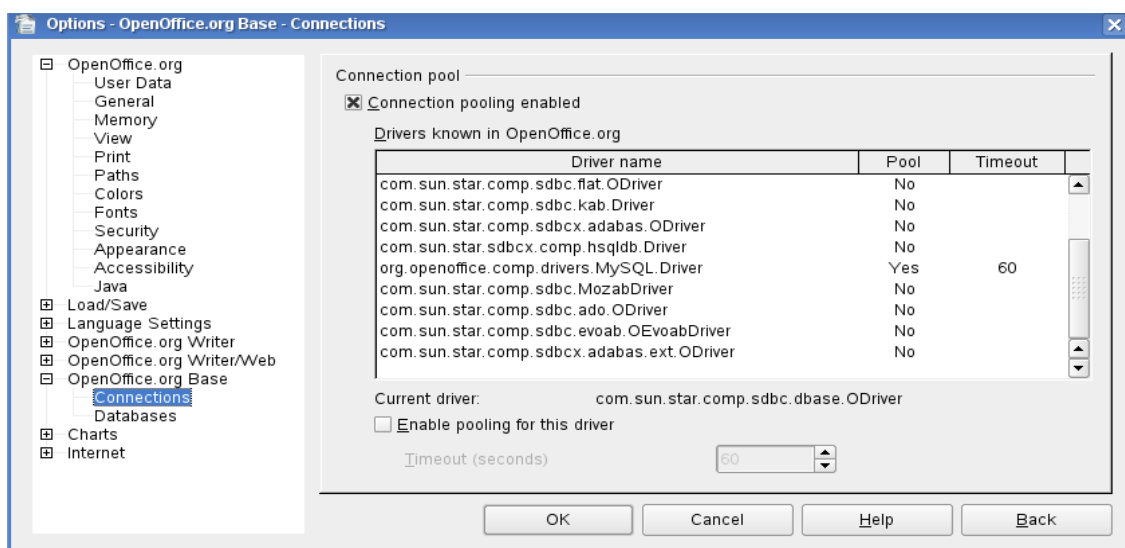 Options - OpenOffice.org Base - Connections
OpenOffice.org
User Data
General
Memory
View
Print
Paths
Colors
Fonts
Security
Appearance
Accessibility
Java
Load/Save
Language Settings
OpenOffice.org Writer
OpenOffice.org Writer/Web
OpenOffice.org Base
Connections
Databases
Charts
Internet
Connection pool
Connection pooling enabled
Drivers known in OpenOffice.org
Driver name Pool Timeout
com.sun.star.comp.sdbc.flat.ODriver No
com.sun.star.comp.sdbc.kab.Driver No
com.sun.star.comp.sdbcx.adabas.ODriver No
com.sun.star.sdbcx.comp.hsqldb.Driver No
org.openoffice.comp.drivers.MySQL.Driver Yes 60
com.sun.star.comp.sdbc.MozabDriver No
com.sun.star.comp.sdbc.ado.ODriver No
com.sun.star.comp.sdbc.evoab.OEvoabDriver No
com.sun.star.comp.sdbcx.adabas.ext.ODriver No
Current driver: com.sun.star.comp.sdbc.dbase.ODriver
Enable pooling for this driver
Timeout (seconds) 60
OK Cancel Help Back